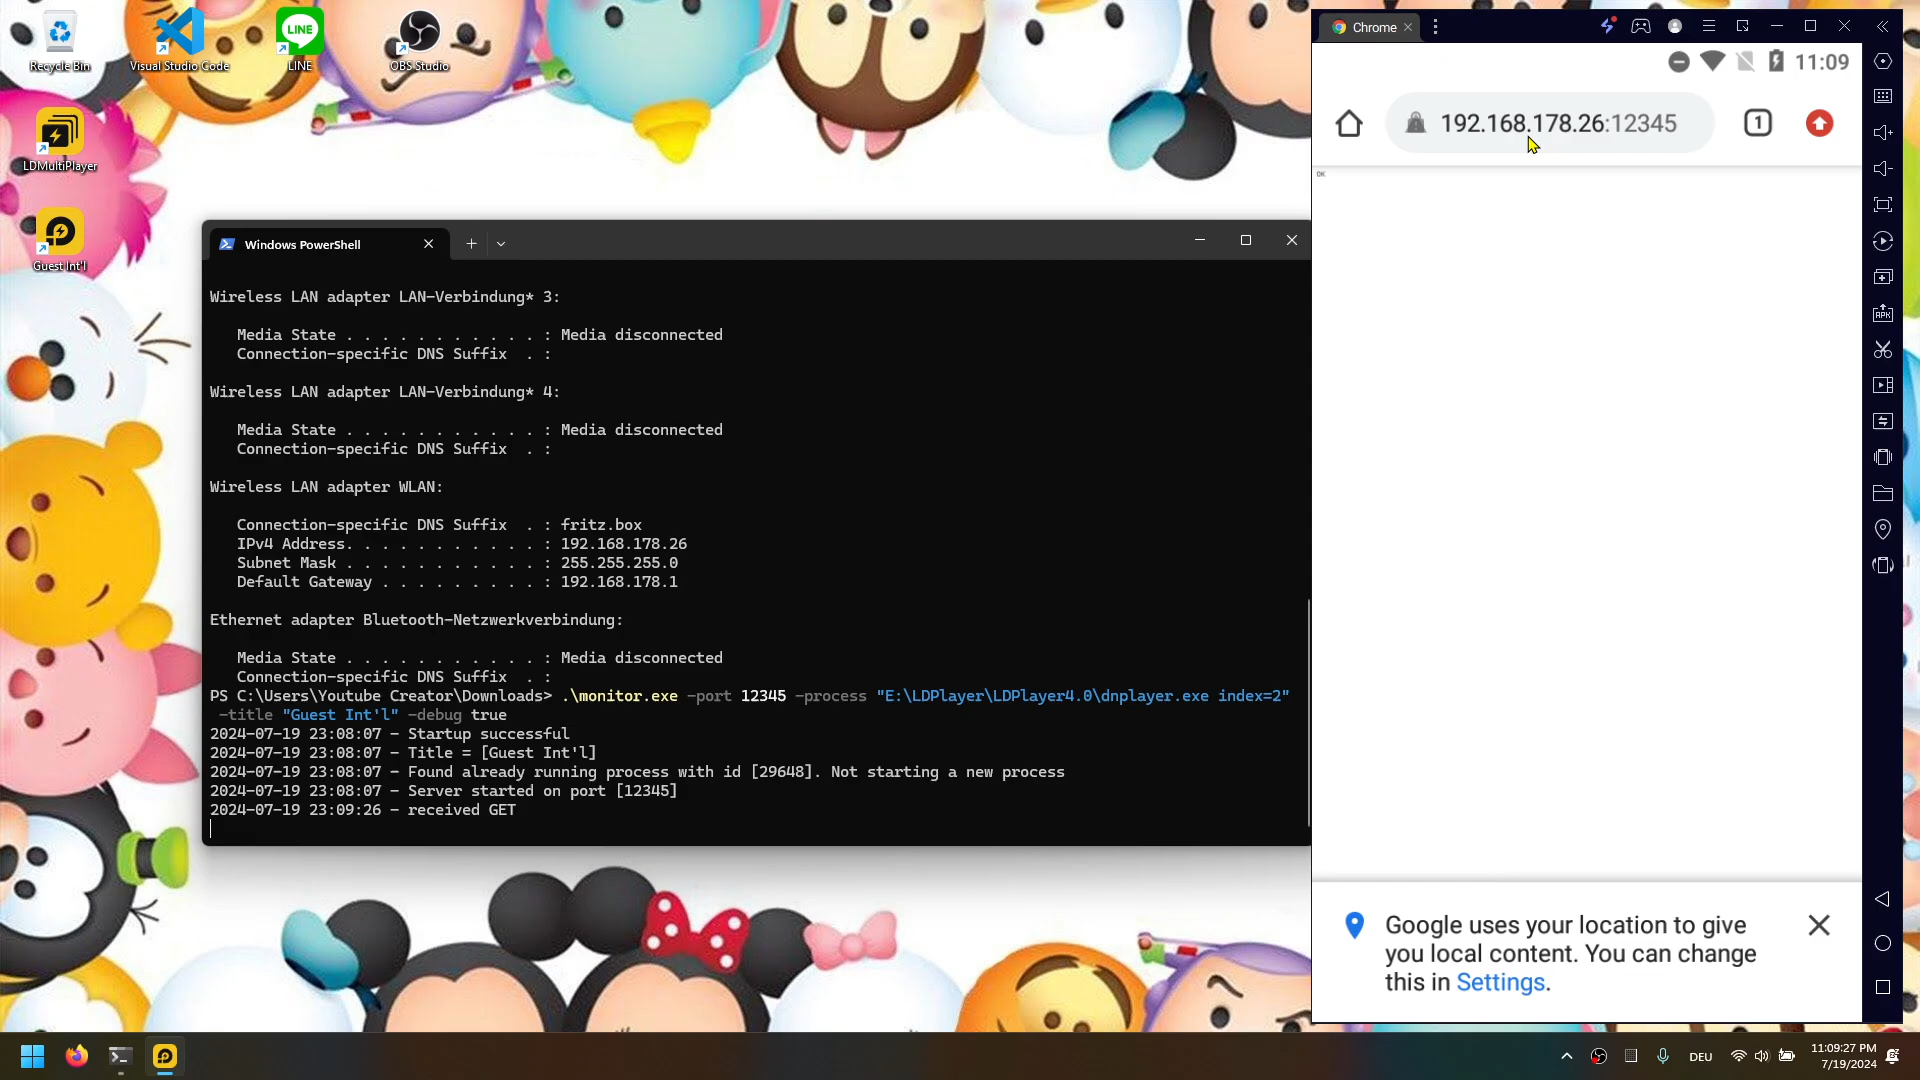 Recycle Bin
Visual Studio Code
LINE
LINE
OBS Studio
LDMultiPlayer
Guest Int'l
Windows PowerShell
Wireless LAN adapter LAN-Verbindung* 3:
Media State . . . . . . . . . . . : Media disconnected
Connection-specific DNS Suffix  . :
Wireless LAN adapter LAN-Verbindung* 4:
Media State . . . . . . . . . . . : Media disconnected
Connection-specific DNS Suffix  . :
Wireless LAN adapter WLAN:
Connection-specific DNS Suffix  . : fritz.box
IPv4 Address. . . . . . . . . . . : 192.168.178.26
Subnet Mask . . . . . . . . . . . : 255.255.255.0
Default Gateway . . . . . . . . . : 192.168.178.1
Ethernet adapter Bluetooth-Netzwerkverbindung:
Media State . . . . . . . . . . . : Media disconnected
Connection-specific DNS Suffix  . :
PS C:\Users\Youtube Creator\Downloads> .\monitor.exe -port 12345 -process "E:\LDPlayer\LDPlayer4.0\dnplayer.exe index=2"
-title "Guest Int'l" -debug true
2024-07-19 23:08:07 - Startup successful
2024-07-19 23:08:07 - Title = [Guest Int'l]
2024-07-19 23:08:07 - Found already running process with id [29648]. Not starting a new process
2024-07-19 23:08:07 - Server started on port [12345]
2024-07-19 23:09:26 - received GET
Chrome
11:09
192.168.178.26:12345
1
OK
APK
Google uses your location to give
you local content. You can change
this in Settings.
DEU
11:09:27 PM
7/19/2024